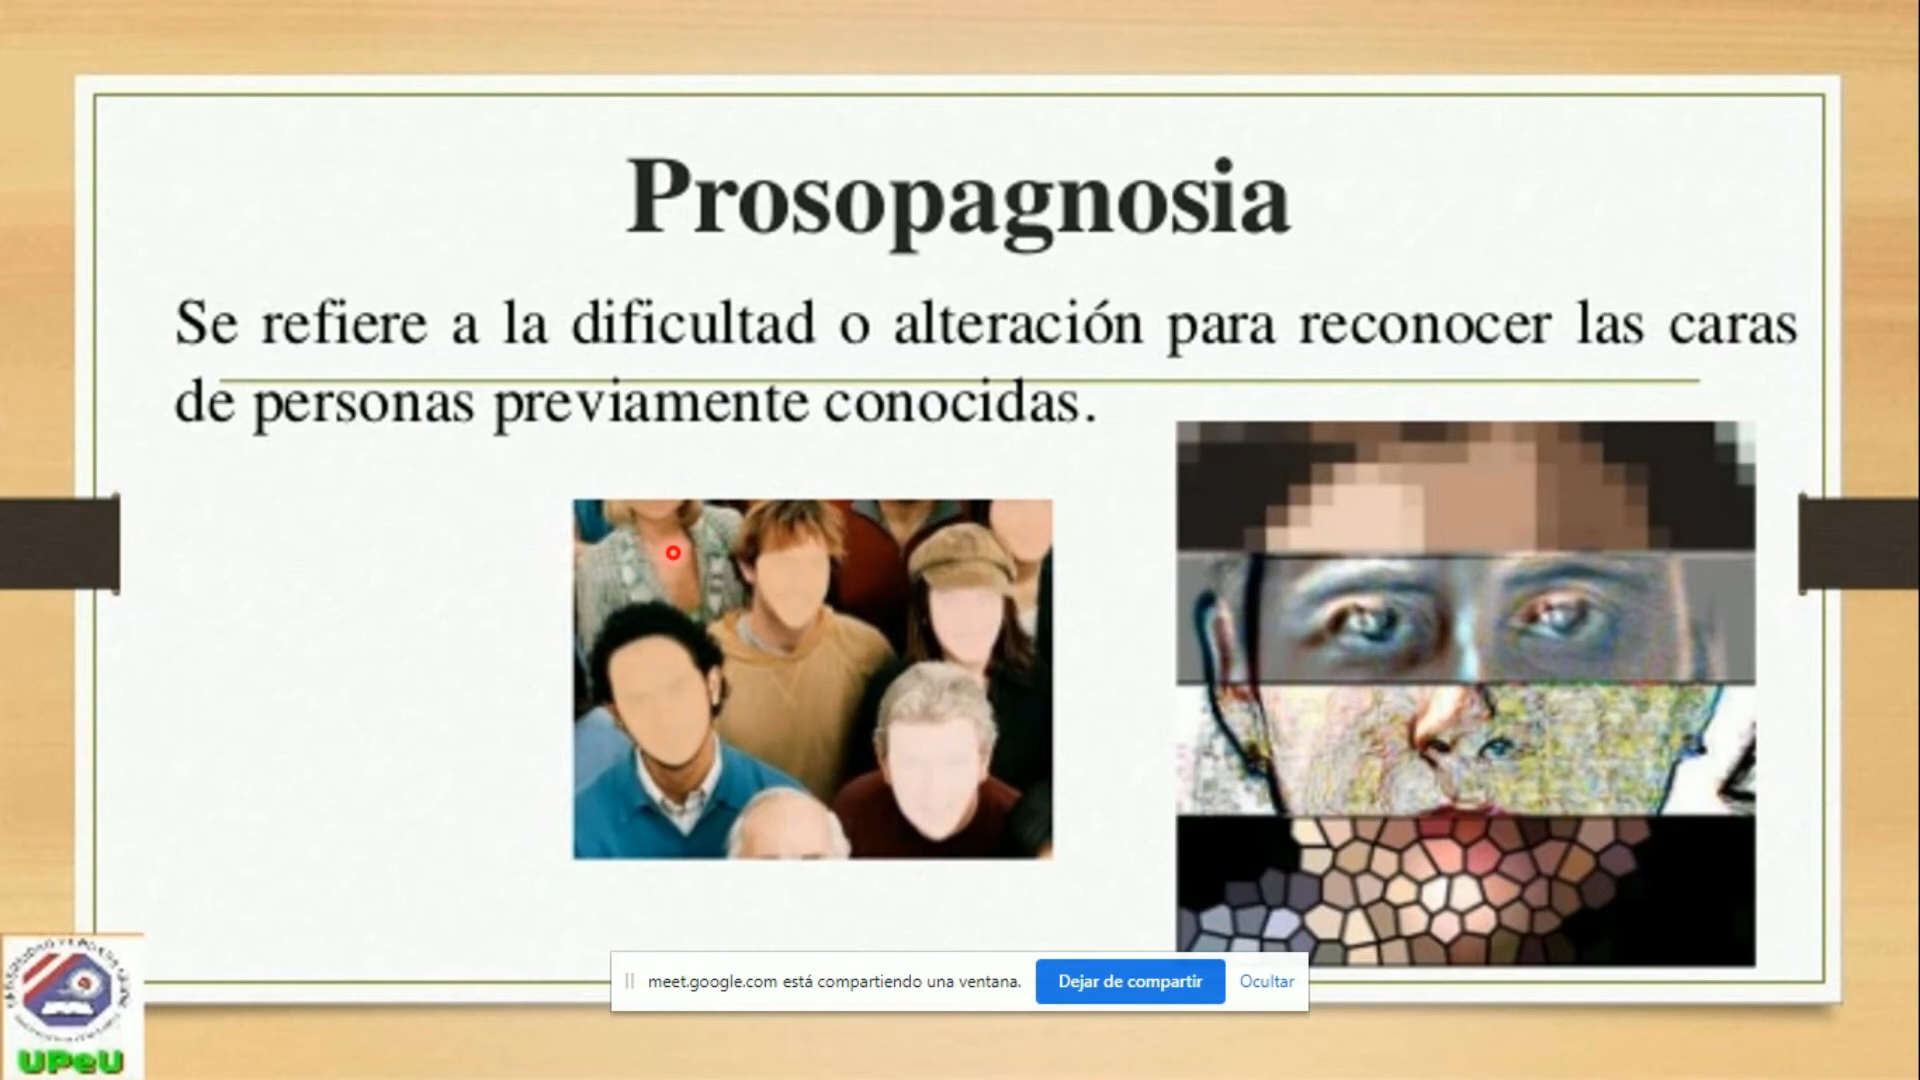 Prosopagnosia
Se refiere a la dificultad o alteración para reconocer las caras
de personas previamente conocidas.
meet.google.com está compartiendo una ventana. Dejar de compartir Ocultar
UPeU